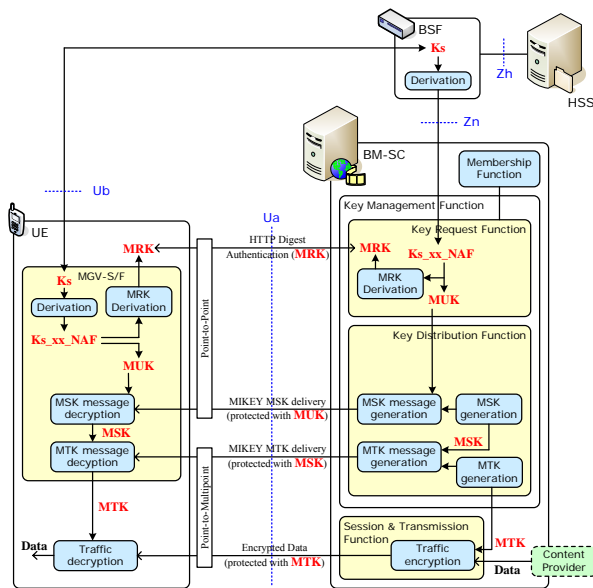 BSF
Ks
Derivation
Zh
HSS
Zn
BM-SC
Membership
Function
Ub
Ua
UE
Key Management Function
Key Request Function
MRK
HTTP Digest
Authentication (MRK)
MRK
Ks_xx_NAF
MGV-S/F
Ks
Derivation
MRK
Derivation
MRK
Derivation
MUK
Ks_xx_NAF
MUK
Point-to-Point
Key Distribution Function
MSK message
decryption
MIKEY MSK delivery
(protected with MUK)
MSK message
generation
MSK
generation
MSK
MSK
MTK message
decyption
MIKEY MTK delivery
(protected with MSK)
MTK message
generation
MTK
generation
Point-to-Multipoint
MTK
Session & Transmission
Function
MTK
Data
Traffic
decryption
Encrypted Data
(protected with MTK)
Traffic
encryption
Data
Content
Provider